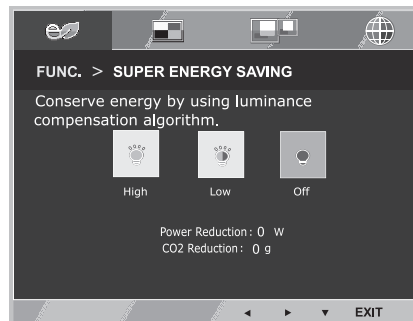 FUNC. > SUPER ENERGY SAVING
Conserve energy by using luminance
compensation algorithm.
High Low Off
Power Reduction: 0 W
CO2 Reduction: 0 g
EXIT